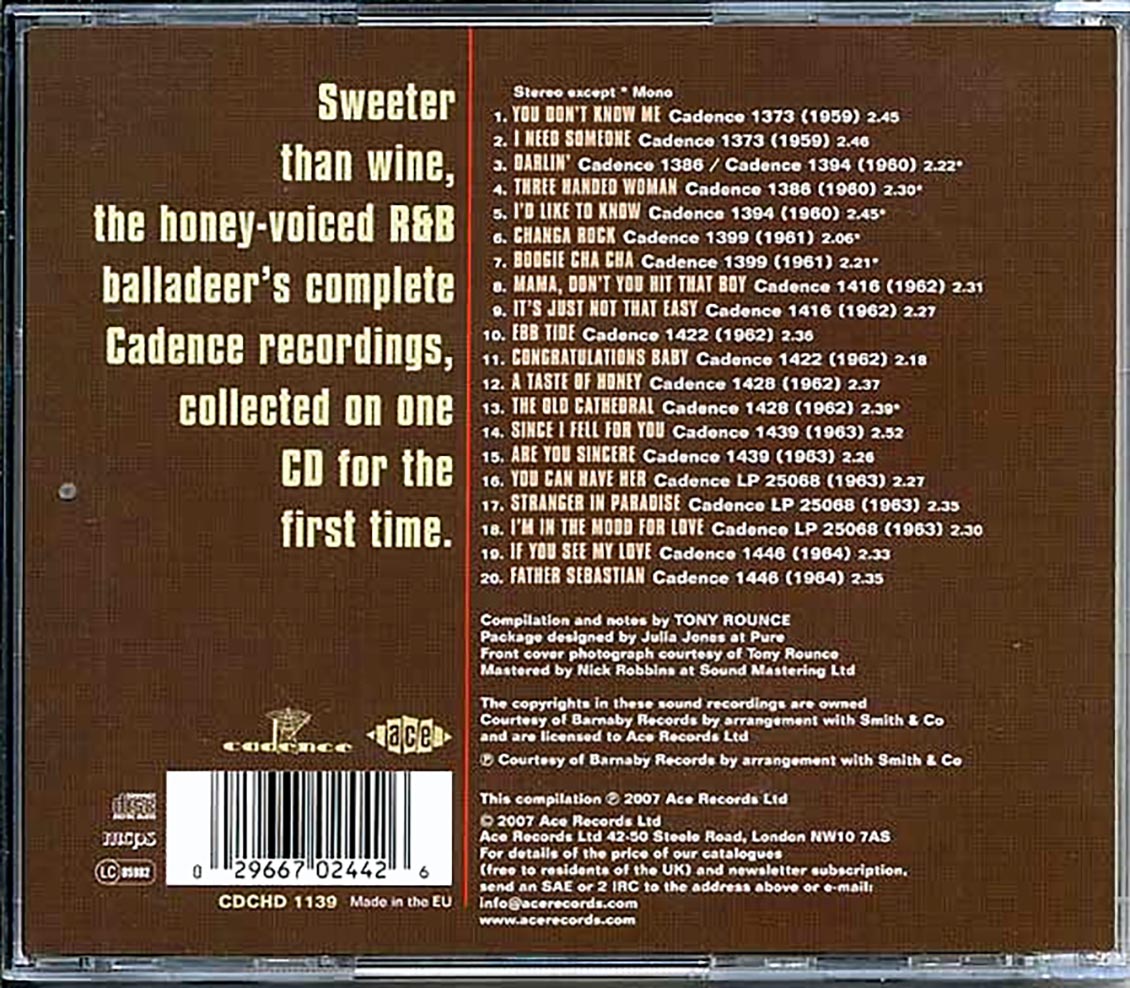 Sweeter
than wine,
the honey-voiced R&B
balladeer's complete
Cadence recordings,
collected on one
CD for the
first time.
cadence
ace
mcps
LC
0 29667 02442 6
CDCHD 1139 Made in the EU
Stereo except * Mono
1. YOU DON'T KNOW ME Cadence 1373 (1959) 2.45
2. I NEED SOMEONE Cadence 1373 (1959) 2.46
3. DARLIN' Cadence 1386 / Cadence 1394 (1960) 2.22*
4. THREE HANDED WOMAN Cadence 1386 (1960) 2.30*
5. I'D LIKE TO KNOW Cadence 1394 (1960) 2.45*
6. CHANGA ROCK Cadence 1399 (1961) 2.06*
7. BOOGIE CHA CHA Cadence 1399 (1961) 2.21*
8. MAMA, DON'T YOU HIT THAT BOY Cadence 1416 (1962) 2.31
9. IT'S JUST NOT THAT EASY Cadence 1416 (1962) 2.27
10. EBB TIDE Cadence 1422 (1962) 2.36
11. CONGRATULATIONS BABY Cadence 1422 (1962) 2.18
12. A TASTE OF HONEY Cadence 1428 (1962) 2.37
13. THE OLD CATHEDRAL Cadence 1428 (1962) 2.39*
14. SINCE I FELL FOR YOU Cadence 1439 (1963) 2.52
15. ARE YOU SINCERE Cadence 1439 (1963) 2.26
16. YOU CAN HAVE HER Cadence LP 25068 (1963) 2.27
17. STRANGER IN PARADISE Cadence LP 25068 (1963) 2.35
18. I'M IN THE MOOD FOR LOVE Cadence LP 25068 (1963) 2.30
19. IF YOU SEE MY LOVE Cadence 1446 (1964) 2.33
20. FATHER SEBASTIAN Cadence 1446 (1964) 2.35
Compilation and notes by TONY ROUNCE
Package designed by Julia Jones at Pure
Front cover photograph courtesy of Tony Rounce
Mastered by Nick Robbins at Sound Mastering Ltd
The copyrights in these sound recordings are owned
Courtesy of Barnaby Records by arrangement with Smith & Co
and are licensed to Ace Records Ltd
℗ Courtesy of Barnaby Records by arrangement with Smith & Co
This compilation ℗ 2007 Ace Records Ltd
© 2007 Ace Records Ltd
Ace Records Ltd 42-50 Steele Road, London NW10 7AS
For details of the price of our catalogues
(free to residents of the UK) and newsletter subscription,
send an SAE or 2 IRC to the address above or e-mail:
info@acerecords.com
www.acerecords.com